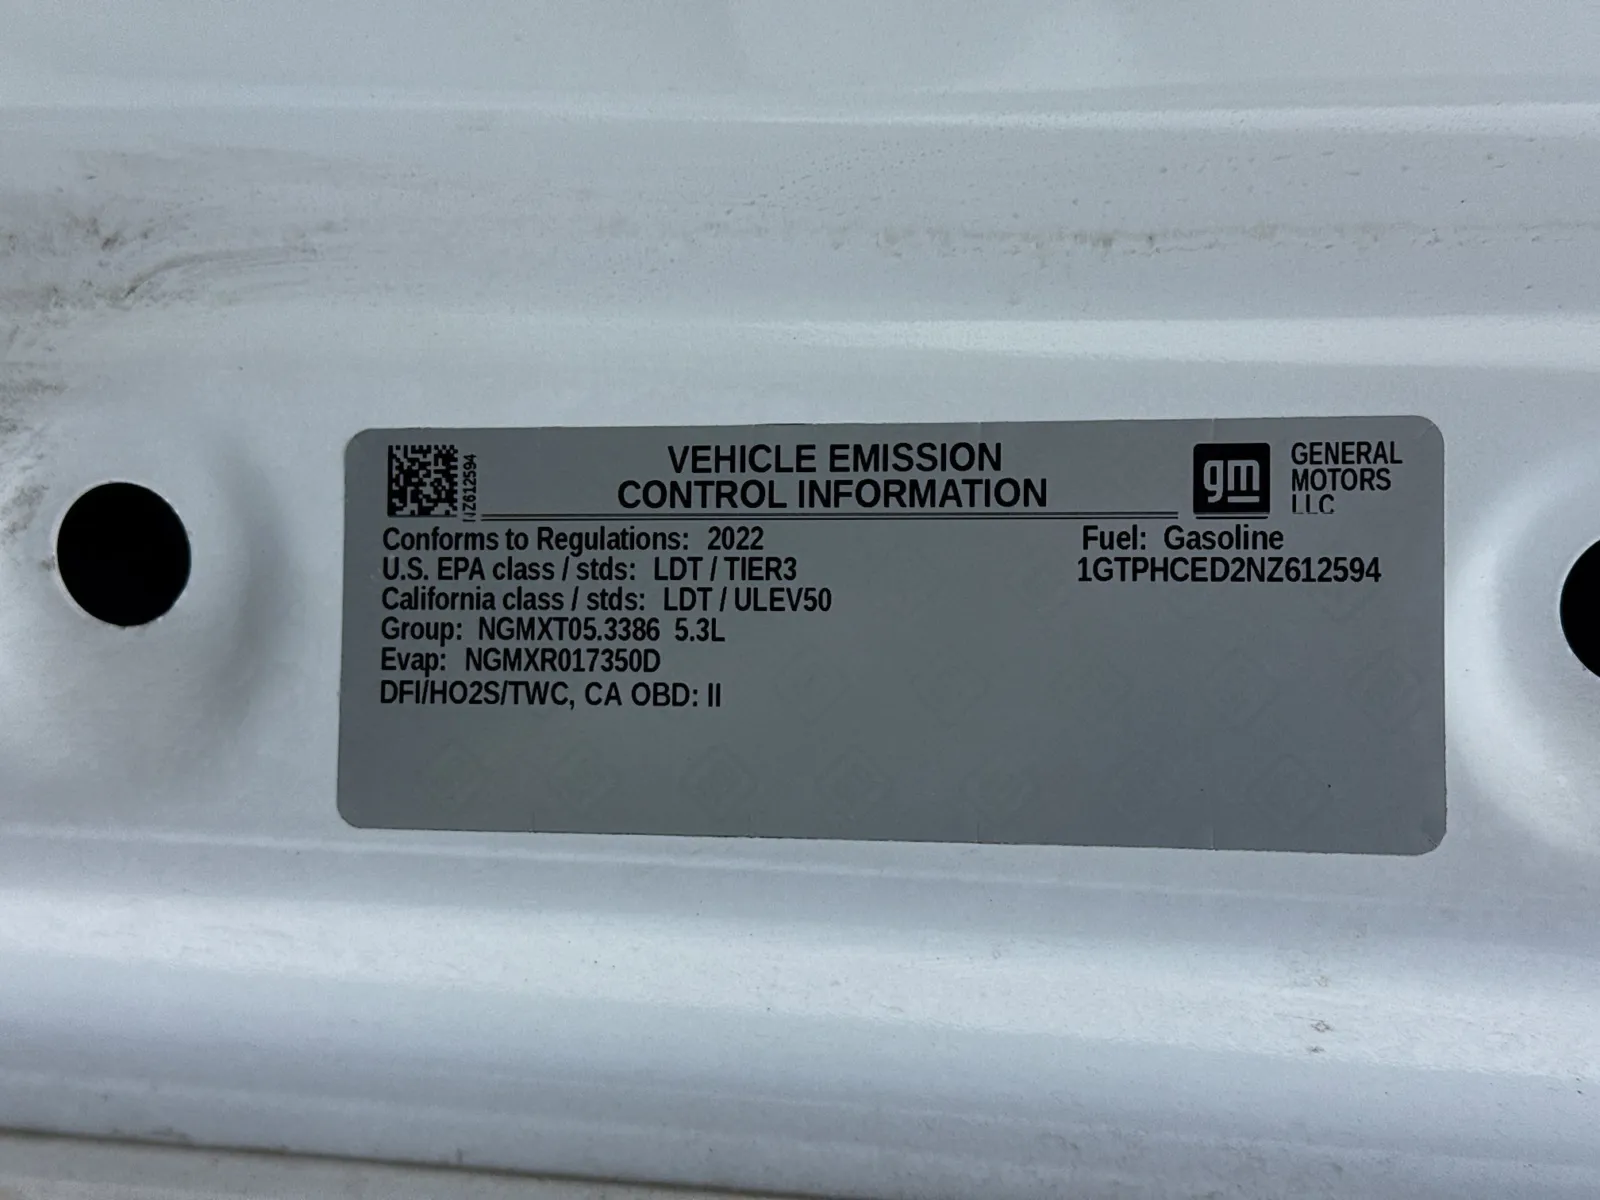 NZ612594
VEHICLE EMISSION
CONTROL INFORMATION
gm
GENERAL
MOTORS
LLC
Conforms to Regulations: 2022
Fuel: Gasoline
U.S. EPA class / stds: LDT / TIER3
1GTPHCED2NZ612594
California class / stds: LDT / ULEV50
Group: NGMXT05.3386 5.3L
Evap: NGMXR017350D
DFI/HO2S/TWC, CA OBD: II